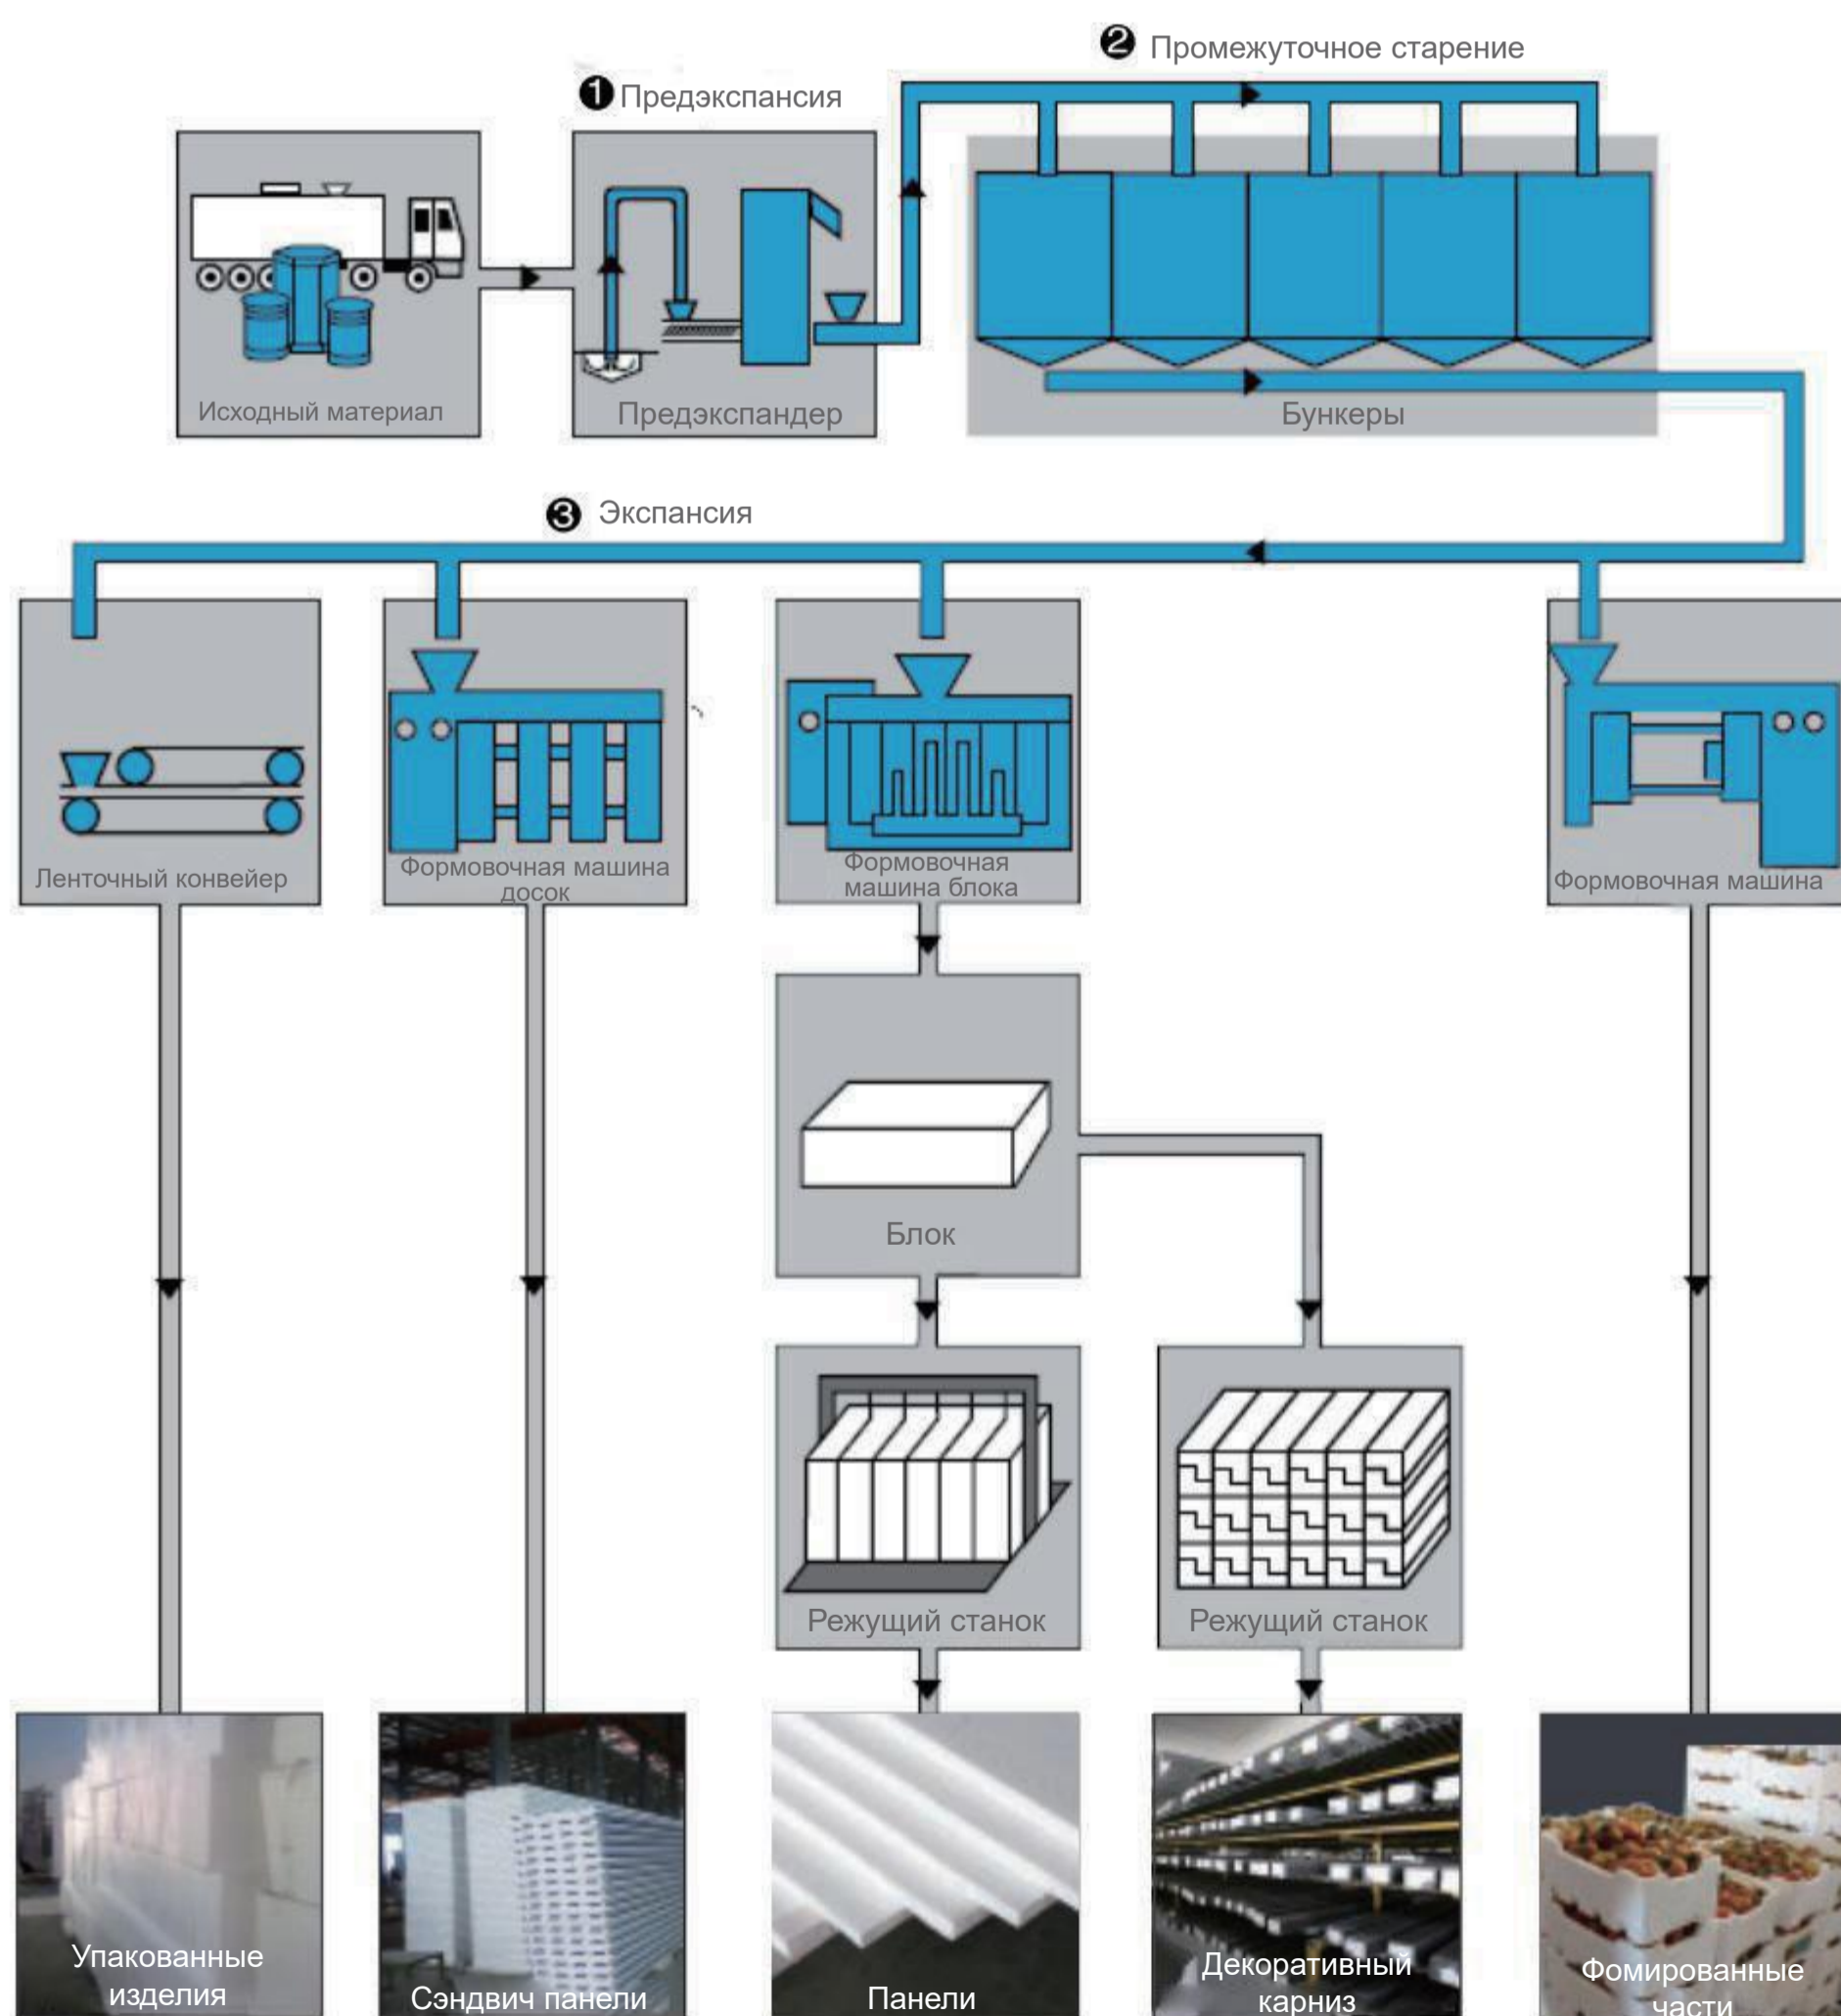 ❷ Промежуточное старение
❶ Предэкспансия
Исходный материал
Предэкспандер
Бункеры
❸ Экспансия
Ленточный конвейер
Формовочная машина
досок
Формовочная
машина блока
Формовочная машина
Блок
Режущий станок
Режущий станок
Упакованные
изделия
Сэндвич панели
Панели
Декоративный
карниз
Фомированные
части